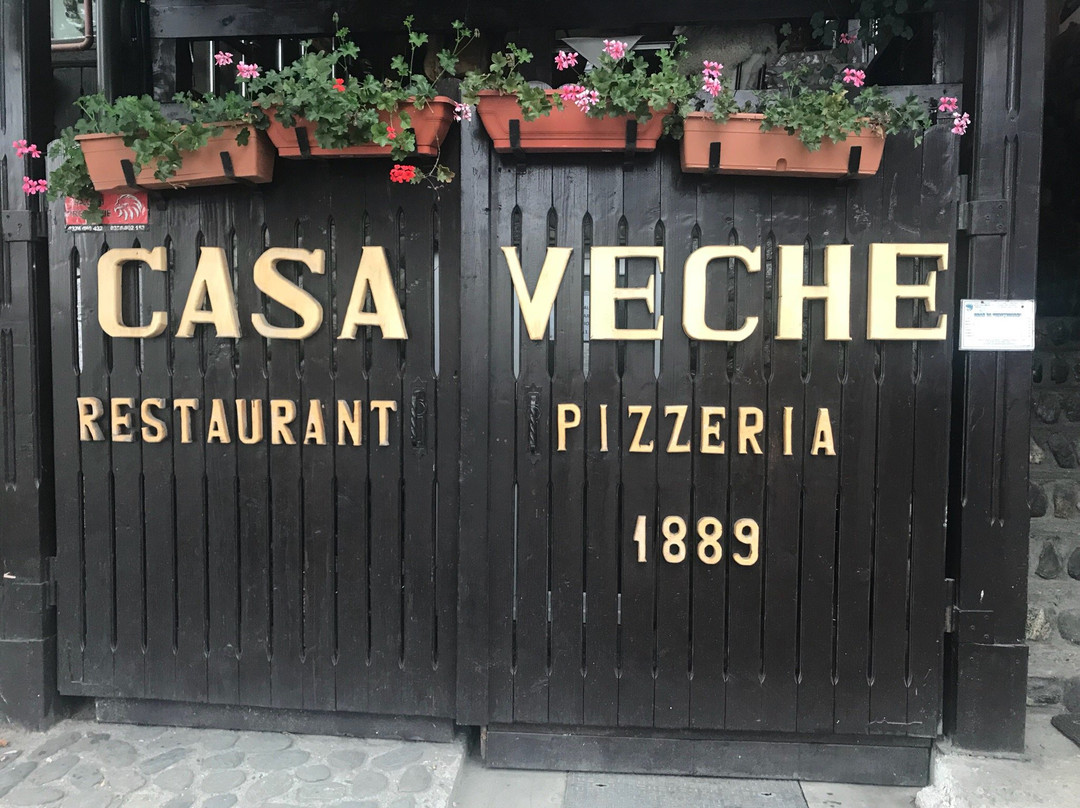 CASA VECHE
RESTAURANT PIZZERIA
1889